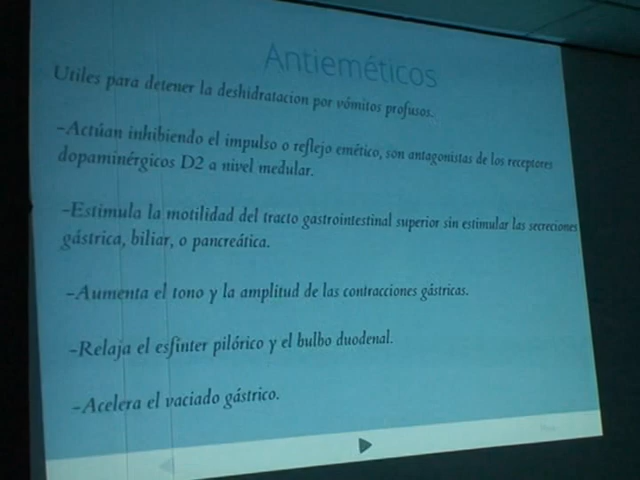 Antieméticos
Utiles para detener la deshidratacion por vómitos profusos.
-Actúan inhibiendo el impulso o reflejo emético, son antagonistas de los receptores
dopaminérgicos D2 a nivel medular.
-Estimula la motilidad del tracto gastrointestinal superior sin estimular las secreciones
gástrica, biliar, o pancreática.
-Aumenta el tono y la amplitud de las contracciones gástricas.
-Relaja el esfínter pilórico y el bulbo duodenal.
-Acelera el vaciado gástrico.